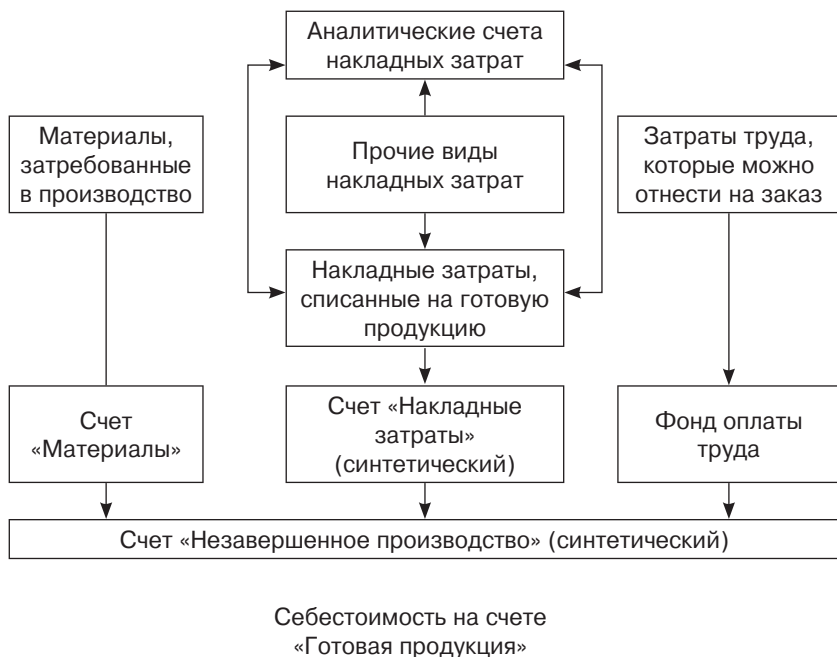 Аналитические счета
накладных затрат
Материалы,
затребованные
в производство
Прочие виды
накладных затрат
Затраты труда,
которые можно
отнести на заказ
Накладные затраты,
списанные на готовую
продукцию
Счет
«Материалы»
Счет «Накладные
затраты»
(синтетический)
Фонд оплаты
труда
Счет «Незавершенное производство» (синтетический)
Себестоимость на счете
«Готовая продукция»